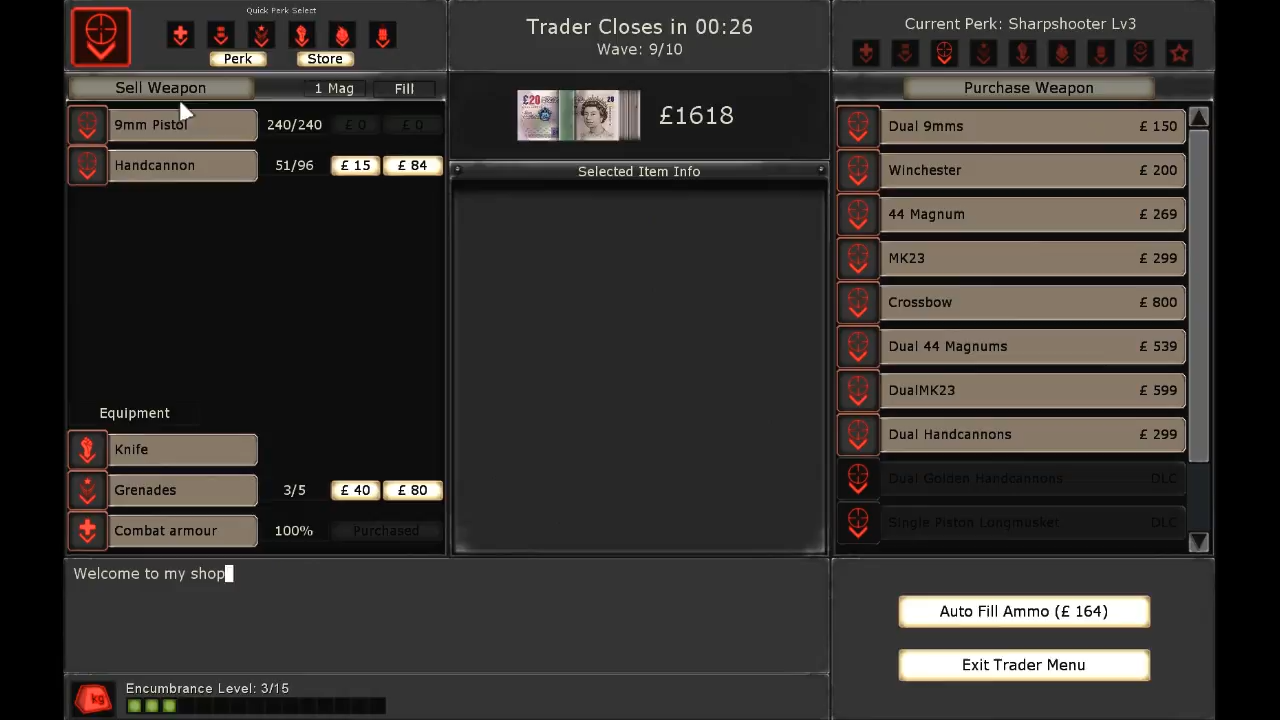 Quick Perk Select
Perk
Store
Trader Closes in 00:26
Wave: 9/10
Current Perk: Sharpshooter Lv3
Sell Weapon
1 Mag
Fill
9mm Pistol
240/240
£ 0
£ 0
Handcannon
51/96
£ 15
£ 84
Equipment
Knife
Grenades
3/5
£ 40
£ 80
Combat armour
100%
Purchased
£20
20
£1618
Selected Item Info
Purchase Weapon
Dual 9mms
£ 150
Winchester
£ 200
44 Magnum
£ 269
MK23
£ 299
Crossbow
£ 800
Dual 44 Magnums
£ 539
DualMK23
£ 599
Dual Handcannons
£ 299
Dual Golden Handcannons
DLC
Single Piston Longmusket
DLC
Welcome to my shop
Auto Fill Ammo (£ 164)
Exit Trader Menu
kg
Encumbrance Level: 3/15